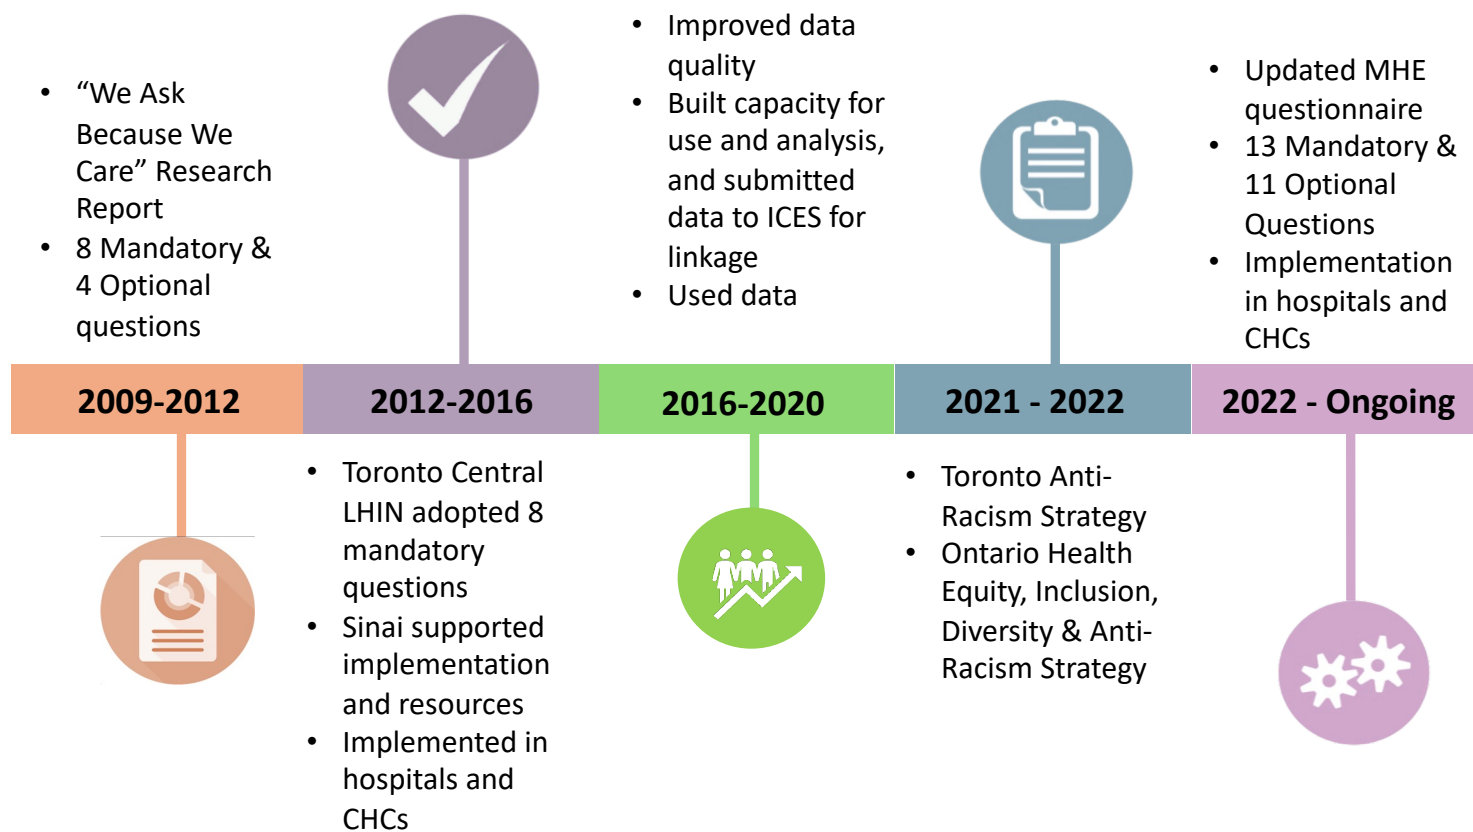 • “We Ask
Because We
Care” Research
Report
• 8 Mandatory &
4 Optional
questions
2009-2012
2012-2016
• Toronto Central
LHIN adopted 8
mandatory
questions
• Sinai supported
implementation
and resources
• Implemented in
hospitals and
CHCs
• Improved data
quality
• Built capacity for
use and analysis,
and submitted
data to ICES for
linkage
• Used data
2016-2020
2021 - 2022
• Toronto Anti-
Racism Strategy
• Ontario Health
Equity, Inclusion,
Diversity & Anti-
Racism Strategy
• Updated MHE
questionnaire
• 13 Mandatory &
11 Optional
Questions
• Implementation
in hospitals and
CHCs
2022 - Ongoing